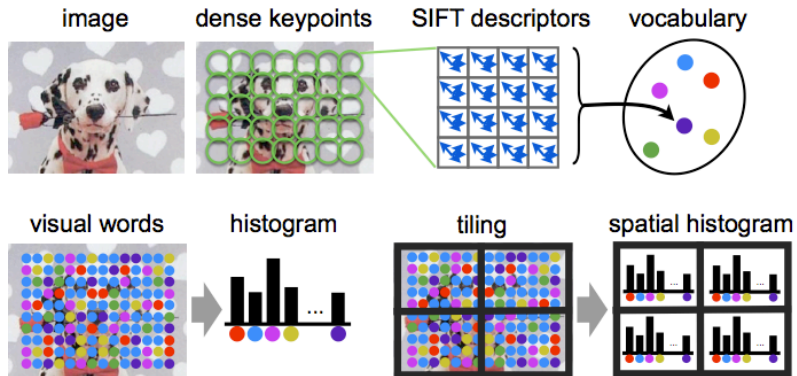 image
dense keypoints
SIFT descriptors
vocabulary
visual words
histogram
tiling
spatial histogram
...
...
...
...
...